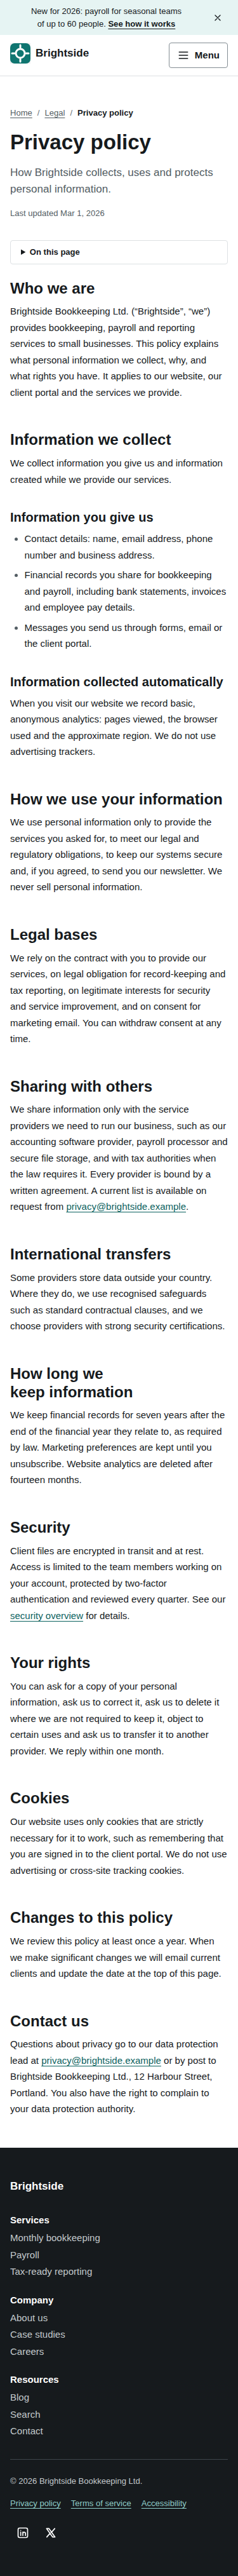 New for 2026: payroll for seasonal teams
of up to 60 people. See how it works
Brightside
Menu
Home / Legal / Privacy policy
Privacy policy
How Brightside collects, uses and protects
personal information.
Last updated Mar 1, 2026
On this page
Who we are
Brightside Bookkeeping Ltd. (“Brightside”, “we”)
provides bookkeeping, payroll and reporting
services to small businesses. This policy explains
what personal information we collect, why, and
what rights you have. It applies to our website, our
client portal and the services we provide.
Information we collect
We collect information you give us and information
created while we provide our services.
Information you give us
Contact details: name, email address, phone
number and business address.
Financial records you share for bookkeeping
and payroll, including bank statements, invoices
and employee pay details.
Messages you send us through forms, email or
the client portal.
Information collected automatically
When you visit our website we record basic,
anonymous analytics: pages viewed, the browser
used and the approximate region. We do not use
advertising trackers.
How we use your information
We use personal information only to provide the
services you asked for, to meet our legal and
regulatory obligations, to keep our systems secure
and, if you agreed, to send you our newsletter. We
never sell personal information.
Legal bases
We rely on the contract with you to provide our
services, on legal obligation for record-keeping and
tax reporting, on legitimate interests for security
and service improvement, and on consent for
marketing email. You can withdraw consent at any
time.
Sharing with others
We share information only with the service
providers we need to run our business, such as our
accounting software provider, payroll processor and
secure file storage, and with tax authorities when
the law requires it. Every provider is bound by a
written agreement. A current list is available on
request from privacy@brightside.example.
International transfers
Some providers store data outside your country.
Where they do, we use recognised safeguards
such as standard contractual clauses, and we
choose providers with strong security certifications.
How long we
keep information
We keep financial records for seven years after the
end of the financial year they relate to, as required
by law. Marketing preferences are kept until you
unsubscribe. Website analytics are deleted after
fourteen months.
Security
Client files are encrypted in transit and at rest.
Access is limited to the team members working on
your account, protected by two-factor
authentication and reviewed every quarter. See our
security overview for details.
Your rights
You can ask for a copy of your personal
information, ask us to correct it, ask us to delete it
where we are not required to keep it, object to
certain uses and ask us to transfer it to another
provider. We reply within one month.
Cookies
Our website uses only cookies that are strictly
necessary for it to work, such as remembering that
you are signed in to the client portal. We do not use
advertising or cross-site tracking cookies.
Changes to this policy
We review this policy at least once a year. When
we make significant changes we will email current
clients and update the date at the top of this page.
Contact us
Questions about privacy go to our data protection
lead at privacy@brightside.example or by post to
Brightside Bookkeeping Ltd., 12 Harbour Street,
Portland. You also have the right to complain to
your data protection authority.
Brightside
Services
Monthly bookkeeping
Payroll
Tax-ready reporting
Company
About us
Case studies
Careers
Resources
Blog
Search
Contact
© 2026 Brightside Bookkeeping Ltd.
Privacy policy Terms of service Accessibility